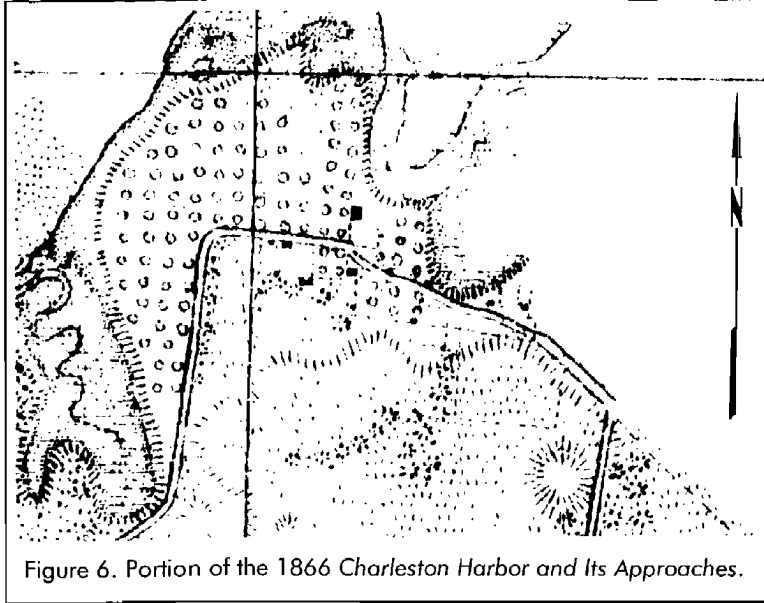 N
Figure 6. Portion of the 1866 Charleston Harbor and Its Approaches.